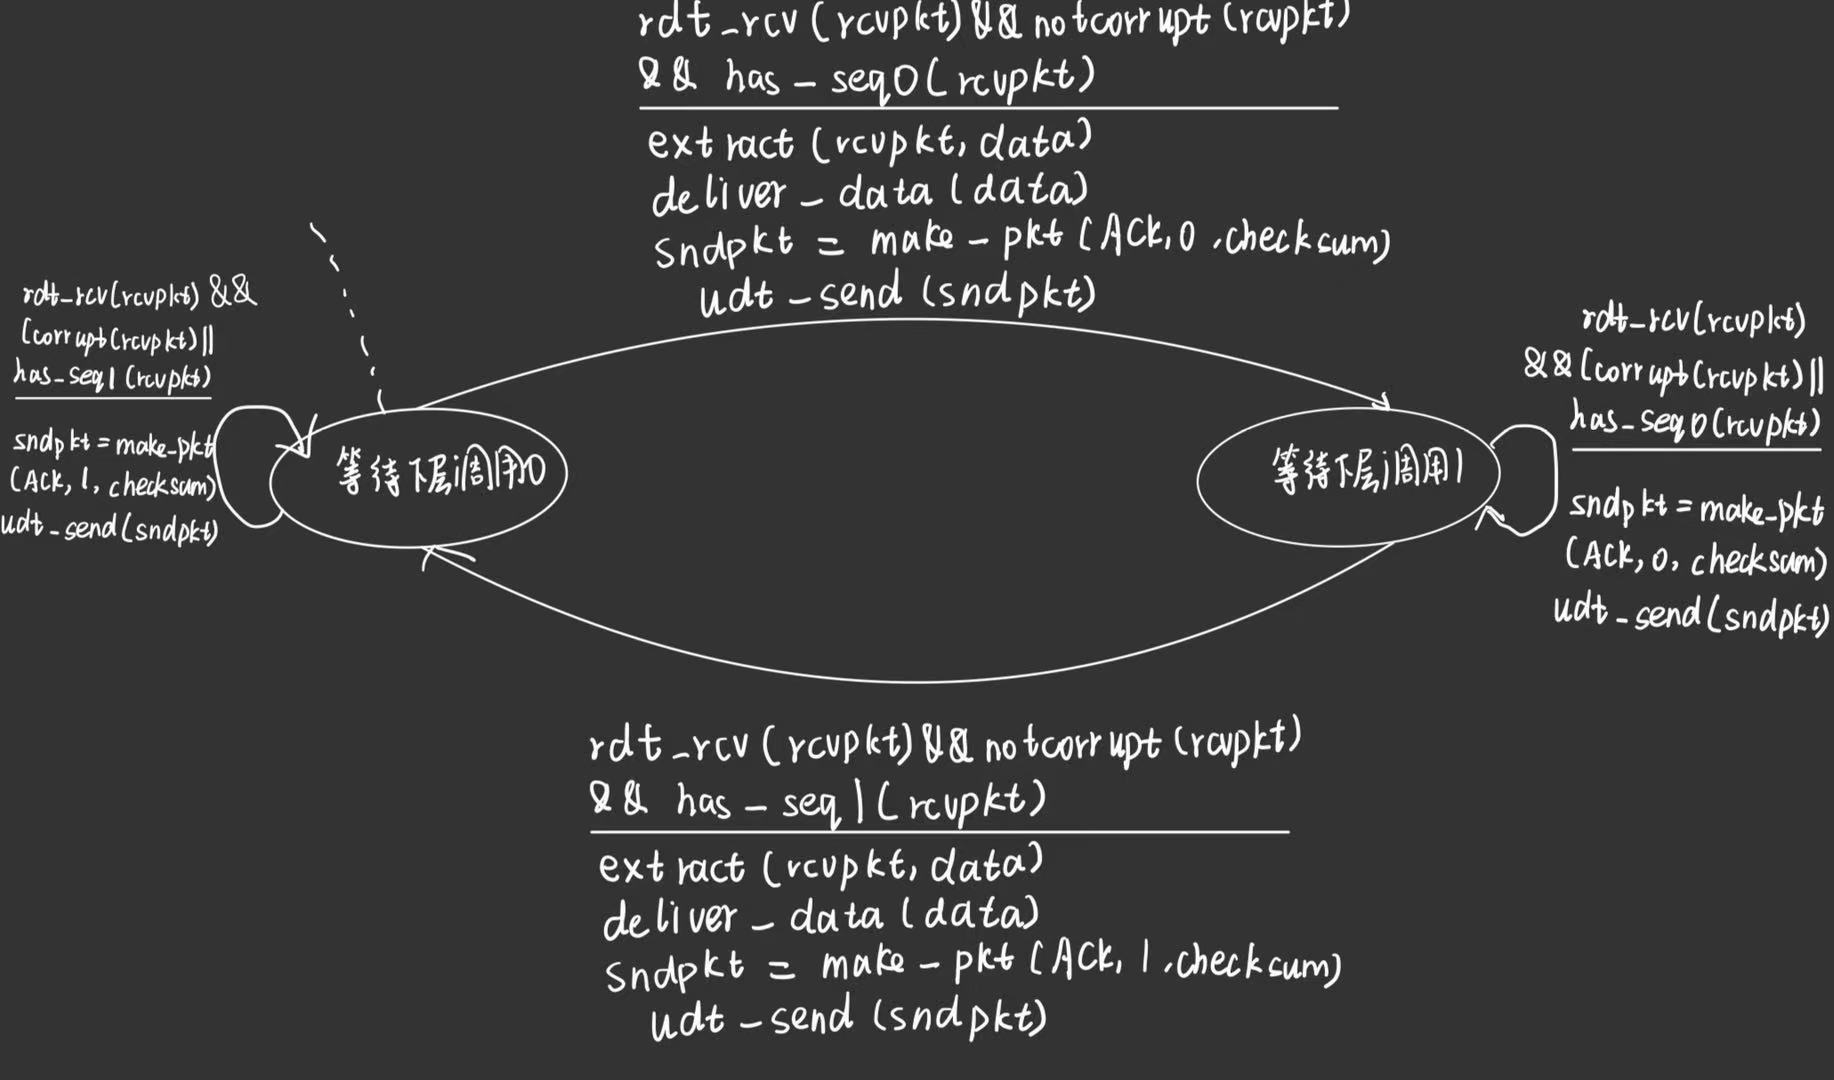 rdt_rcv(rcvpkt)&&notcorrupt(rcvpkt)
&& has_seq0(rcvpkt)
extract(rcvpkt, data)
deliver_data(data)
sndpkt = make_pkt(ACK,0,checksum)
udt_send(sndpkt)
rdt_rcv(rcvpkt) &&
(corrupt(rcvpkt)||
has_seq1(rcvpkt)
sndpkt = make_pkt
(ACK, 1, checksum)
udt_send(sndpkt)
等待下层调用0
等待下层调用1
rdt_rcv(rcvpkt)
&&(corrupt(rcvpkt)||
has_seq0(rcvpkt)
sndpkt = make_pkt
(ACK, 0, checksum)
udt_send(sndpkt)
rdt_rcv(rcvpkt)&&notcorrupt(rcvpkt)
&& has_seq1(rcvpkt)
extract(rcvpkt, data)
deliver_data(data)
sndpkt = make_pkt(ACK,1,checksum)
udt_send(sndpkt)